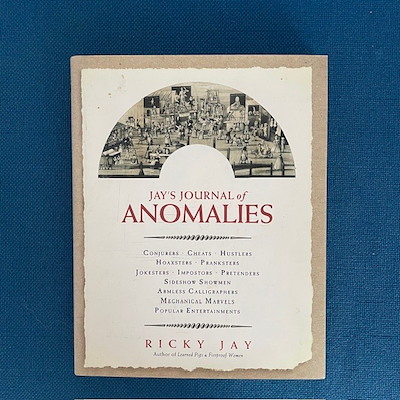 JAY'S JOURNAL of
ANOMALIES
CONJURERS · CHEATS · HUSTLERS
HOAXSTERS · PRANKSTERS
JOKESTERS · IMPOSTORS · PRETENDERS
SIDESHOW SHOWMEN
ARMLESS CALLIGRAPHERS
MECHANICAL MARVELS
POPULAR ENTERTAINMENTS
RICKY JAY
Author of Learned Pigs & Fireproof Women